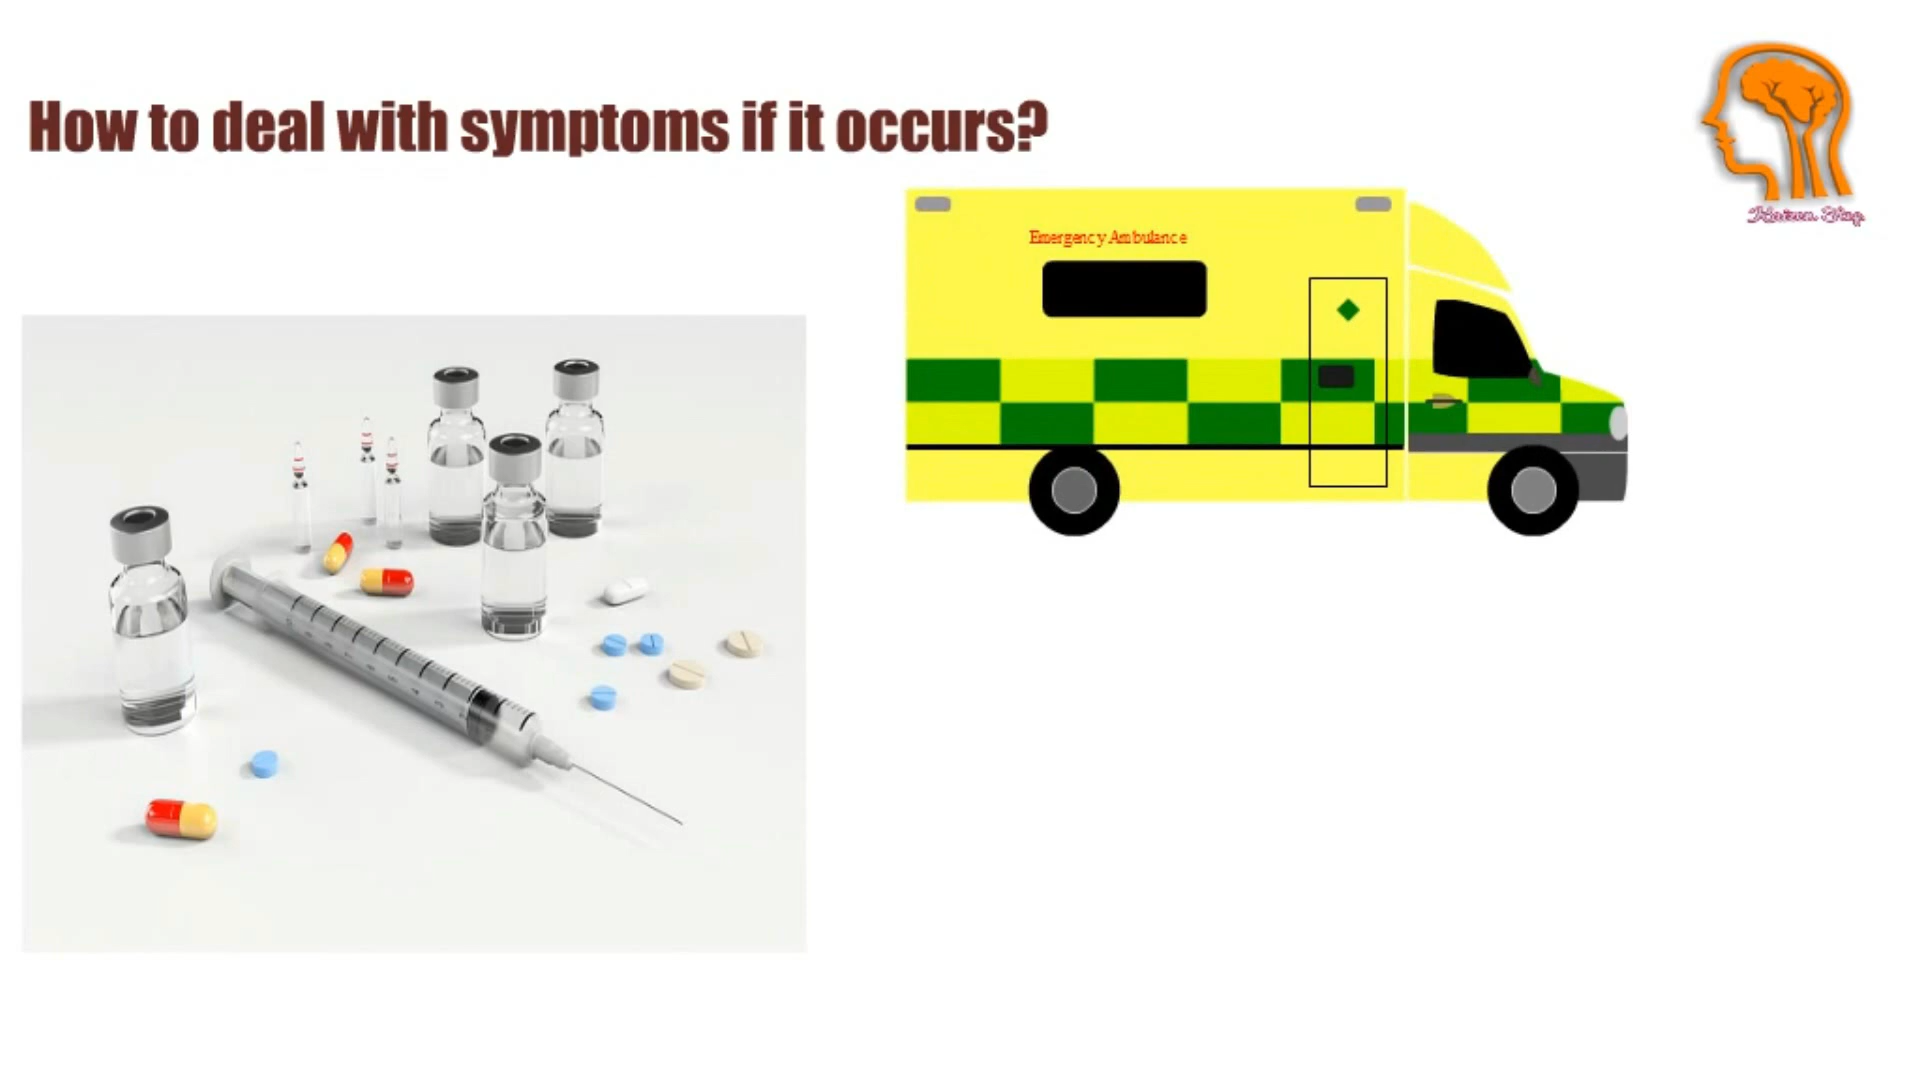 How to deal with symptoms if it occurs?
Emergency Ambulance